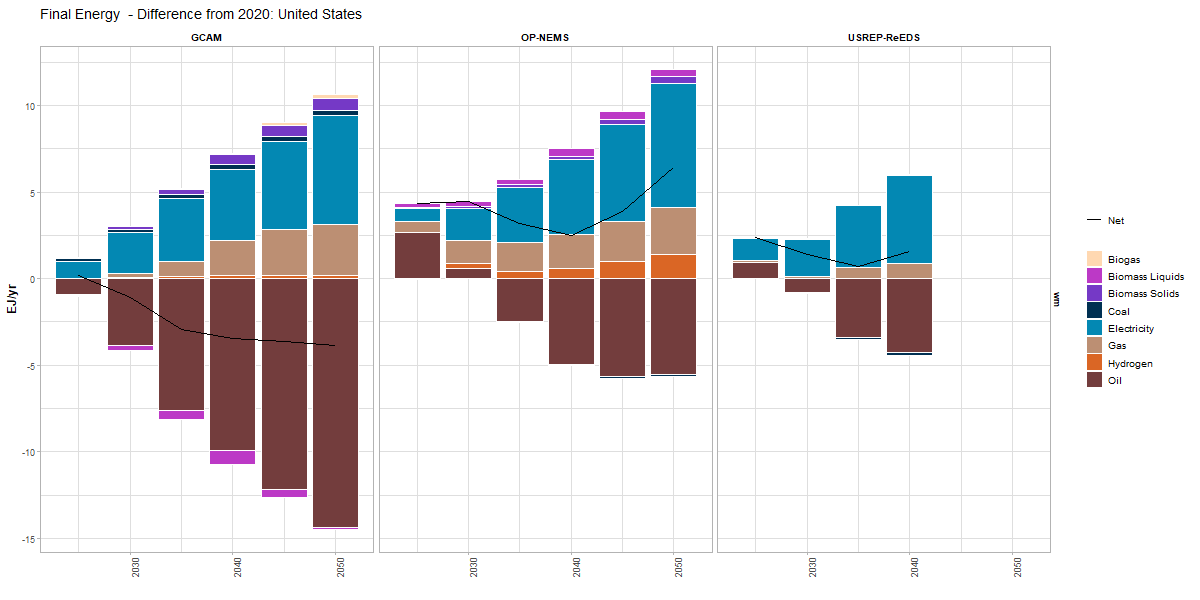 Final Energy  - Difference from 2020: United States
GCAM
OP-NEMS
USREP-ReEDS
EJ/yr
10
5
0
-5
-10
-15
2030
2040
2050
2030
2040
2050
2030
2040
2050
wm
Net
Biogas
Biomass Liquids
Biomass Solids
Coal
Electricity
Gas
Hydrogen
Oil